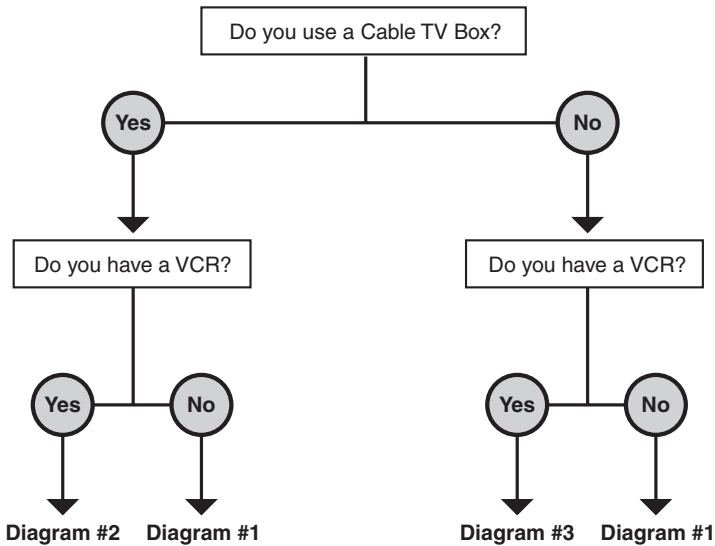 Do you use a Cable TV Box?
Yes
No
Do you have a VCR?
Do you have a VCR?
Yes
No
Yes
No
Diagram #2
Diagram #1
Diagram #3
Diagram #1